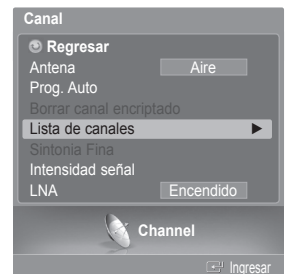 Canal
Regresar
Antena Aire
Prog. Auto
Borrar canal encriptado
Lista de canales ►
Sintonia Fina
Intensidad señal
LNA Encendido
Channel
Ingresar